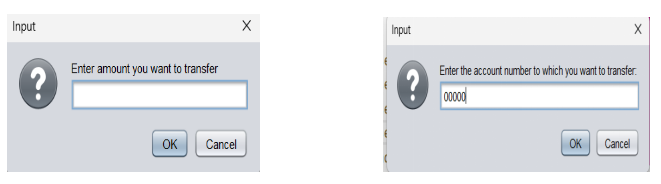 Input X
Enter amount you want to transfer
OK Cancel
Input X
Enter the account number to which you want to transfer:
00000
OK Cancel